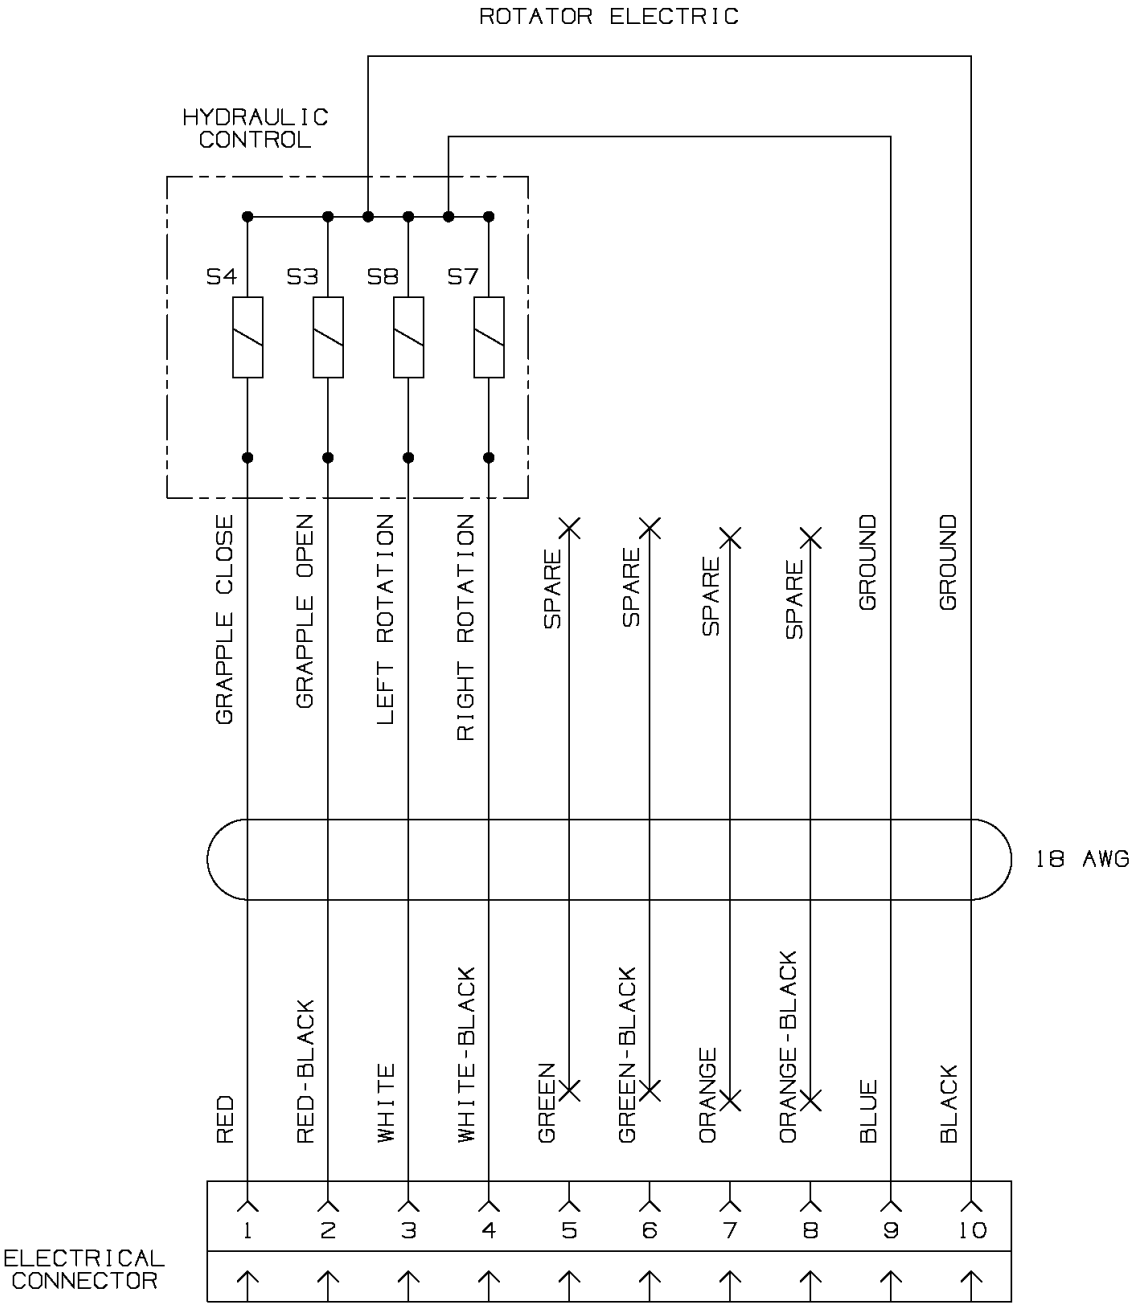 ROTATOR ELECTRIC
HYDRAULIC
CONTROL
S4
S3
S8
S7
GRAPPLE CLOSE
GRAPPLE OPEN
LEFT ROTATION
RIGHT ROTATION
SPARE
SPARE
SPARE
SPARE
GROUND
GROUND
18 AWG
RED
RED-BLACK
WHITE
WHITE-BLACK
GREEN
GREEN-BLACK
ORANGE
ORANGE-BLACK
BLUE
BLACK
1
2
3
4
5
6
7
8
9
10
ELECTRICAL
CONNECTOR